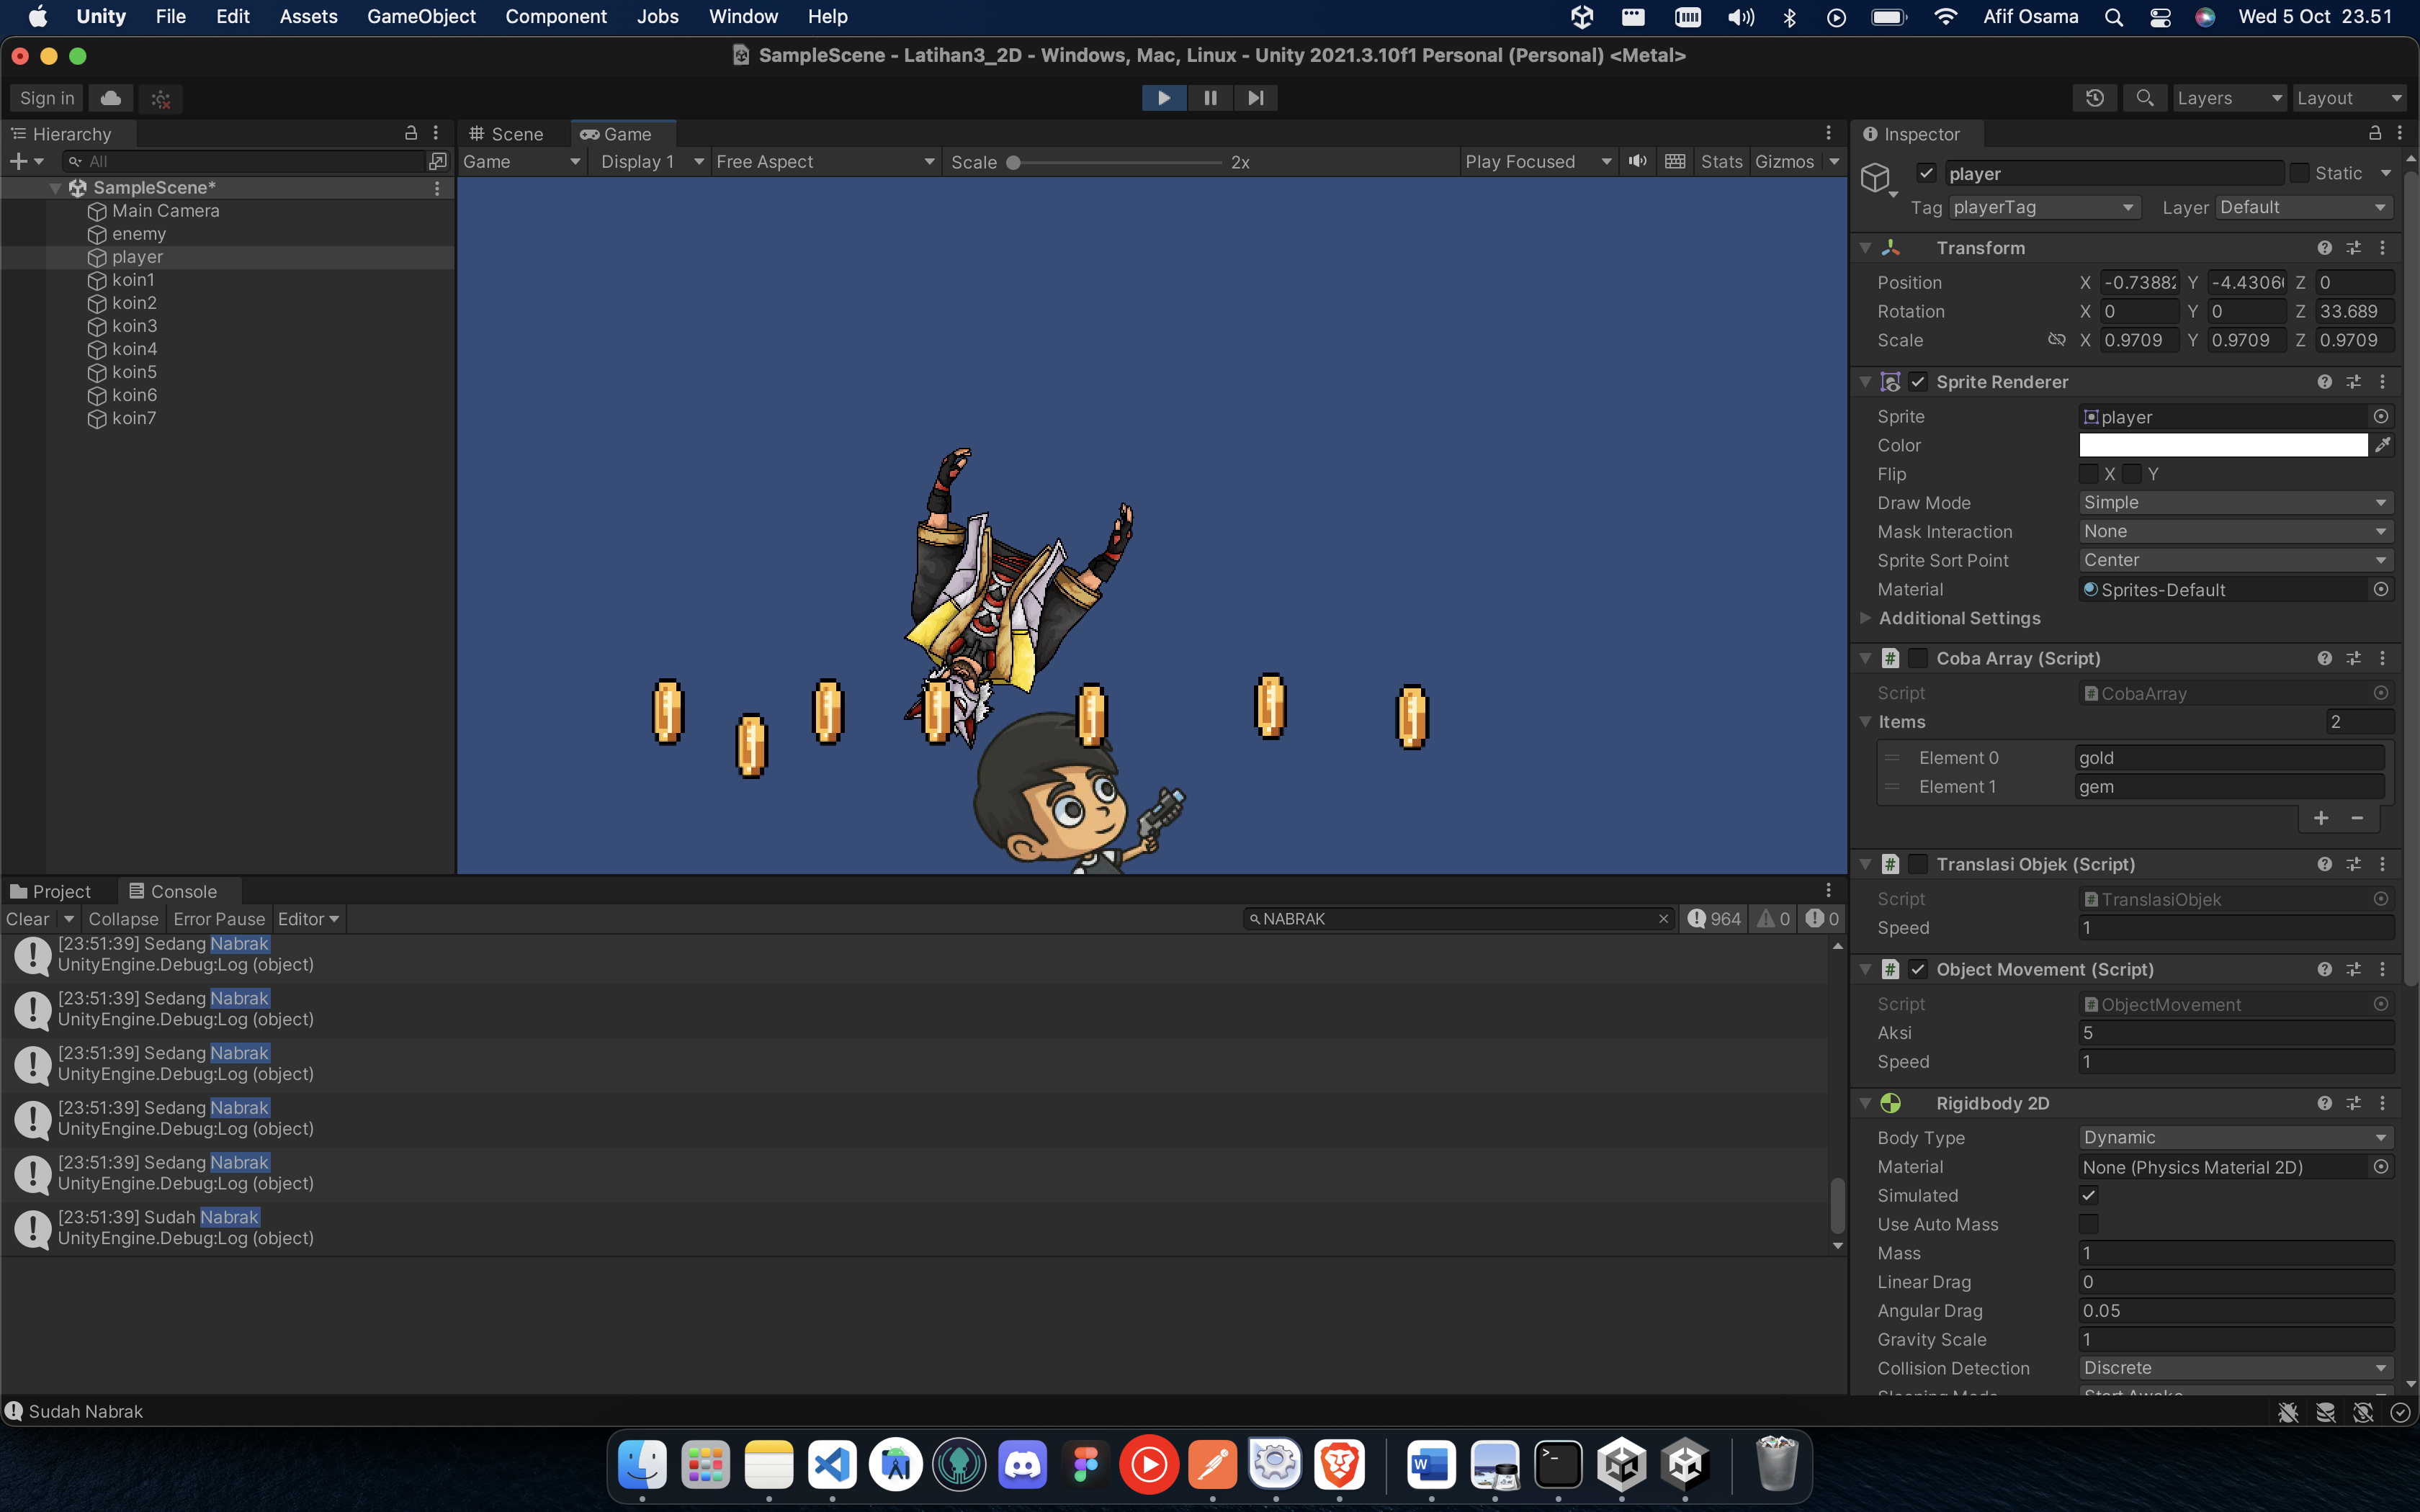 Unity File Edit Assets GameObject Component Jobs Window Help Afif Osama Wed 5 Oct 23.51
SampleScene - Latihan3_2D - Windows, Mac, Linux - Unity 2021.3.10f1 Personal (Personal) <Metal>
Sign in Layers Layout
Hierarchy
All
SampleScene*
Main Camera
enemy
player
koin1
koin2
koin3
koin4
koin5
koin6
koin7
Scene Game
Game Display 1 Free Aspect Scale 2x Play Focused Stats Gizmos
Inspector
player Static
Tag playerTag Layer Default
Transform
Position X -0.7388 Y -4.4306 Z 0
Rotation X 0 Y 0 Z 33.689
Scale X 0.9709 Y 0.9709 Z 0.9709
Sprite Renderer
Sprite player
Color
Flip X Y
Draw Mode Simple
Mask Interaction None
Sprite Sort Point Center
Material Sprites-Default
Additional Settings
Coba Array (Script)
Script CobaArray
Items 2
Element 0 gold
Element 1 gem
+ −
Translasi Objek (Script)
Script TranslasiObjek
Speed 1
Object Movement (Script)
Script ObjectMovement
Aksi 5
Speed 1
Rigidbody 2D
Body Type Dynamic
Material None (Physics Material 2D)
Simulated
Use Auto Mass
Mass 1
Linear Drag 0
Angular Drag 0.05
Gravity Scale 1
Collision Detection Discrete
Project Console
Clear Collapse Error Pause Editor NABRAK 964 0 0
[23:51:39] Sedang Nabrak
UnityEngine.Debug:Log (object)
[23:51:39] Sedang Nabrak
UnityEngine.Debug:Log (object)
[23:51:39] Sedang Nabrak
UnityEngine.Debug:Log (object)
[23:51:39] Sedang Nabrak
UnityEngine.Debug:Log (object)
[23:51:39] Sedang Nabrak
UnityEngine.Debug:Log (object)
[23:51:39] Sudah Nabrak
UnityEngine.Debug:Log (object)
Sudah Nabrak